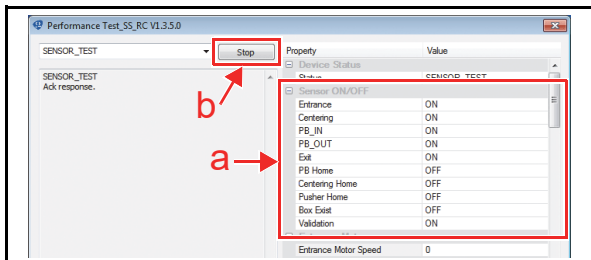 Performance Test_SS_RC V1.3.5.0
SENSOR_TEST
Stop
SENSOR_TEST
Ack response.
b
a
Property Value
Device Status
Status SENSOR_TEST
Sensor ON/OFF
Entrance ON
Centering ON
PB_IN ON
PB_OUT ON
Exit ON
PB Home OFF
Centering Home OFF
Pusher Home OFF
Box Exist OFF
Validation ON
Entrance Motor Speed 0